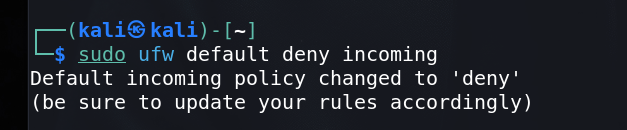 ┌──(kali㉿kali)-[~]
└─$ sudo ufw default deny incoming
Default incoming policy changed to 'deny'
(be sure to update your rules accordingly)